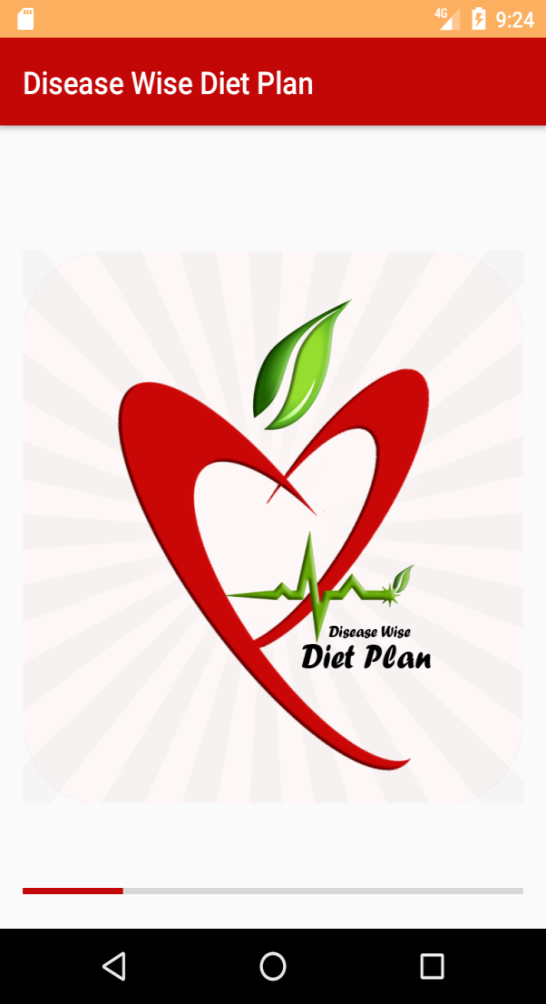 4G 9:24
Disease Wise Diet Plan
Disease Wise
Diet Plan